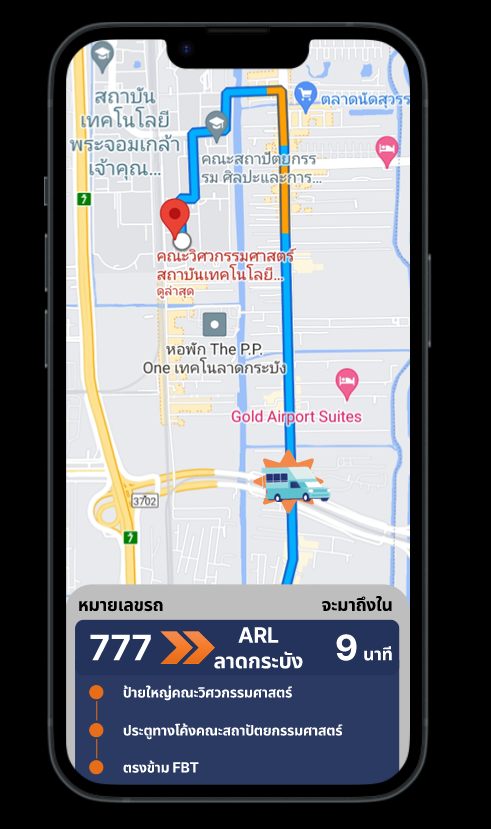 สถาบัน
เทคโนโลยี
พระจอมเกล้า
เจ้าคุณ...
ตลาดนัดสุวรร
คณะสถาปัตยกรร
รม ศิลปะและการ...
7
คณะวิศวกรรมศาสตร์
สถาบันเทคโนโลยี...
ดูล่าสุด
หอพัก The P.P.
One เทคโนลาดกระบัง
Gold Airport Suites
3702
7
หมายเลขรถ จะมาถึงใน
777 ARL ลาดกระบัง 9 นาที
ป้ายใหญ่คณะวิศวกรรมศาสตร์
ประตูทางโค้งคณะสถาปัตยกรรมศาสตร์
ตรงข้าม FBT